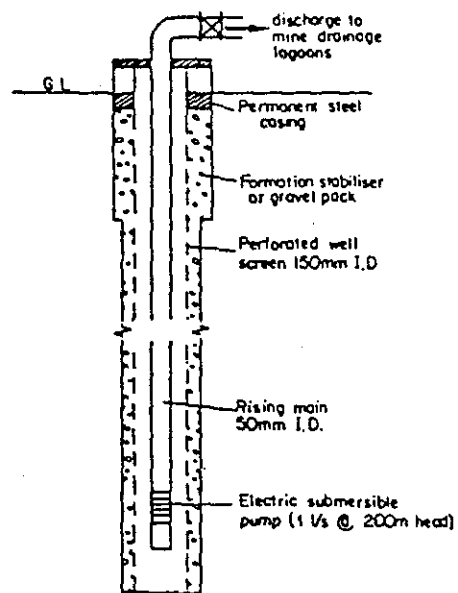 discharge to
mine drainage
lagoons
G L
Permanent steel
casing
Formation stabiliser
or gravel pack
Perforated well
screen 150mm I.D
Rising main
50mm I.D.
Electric submersible
pump (1 l/s @ 200m head)